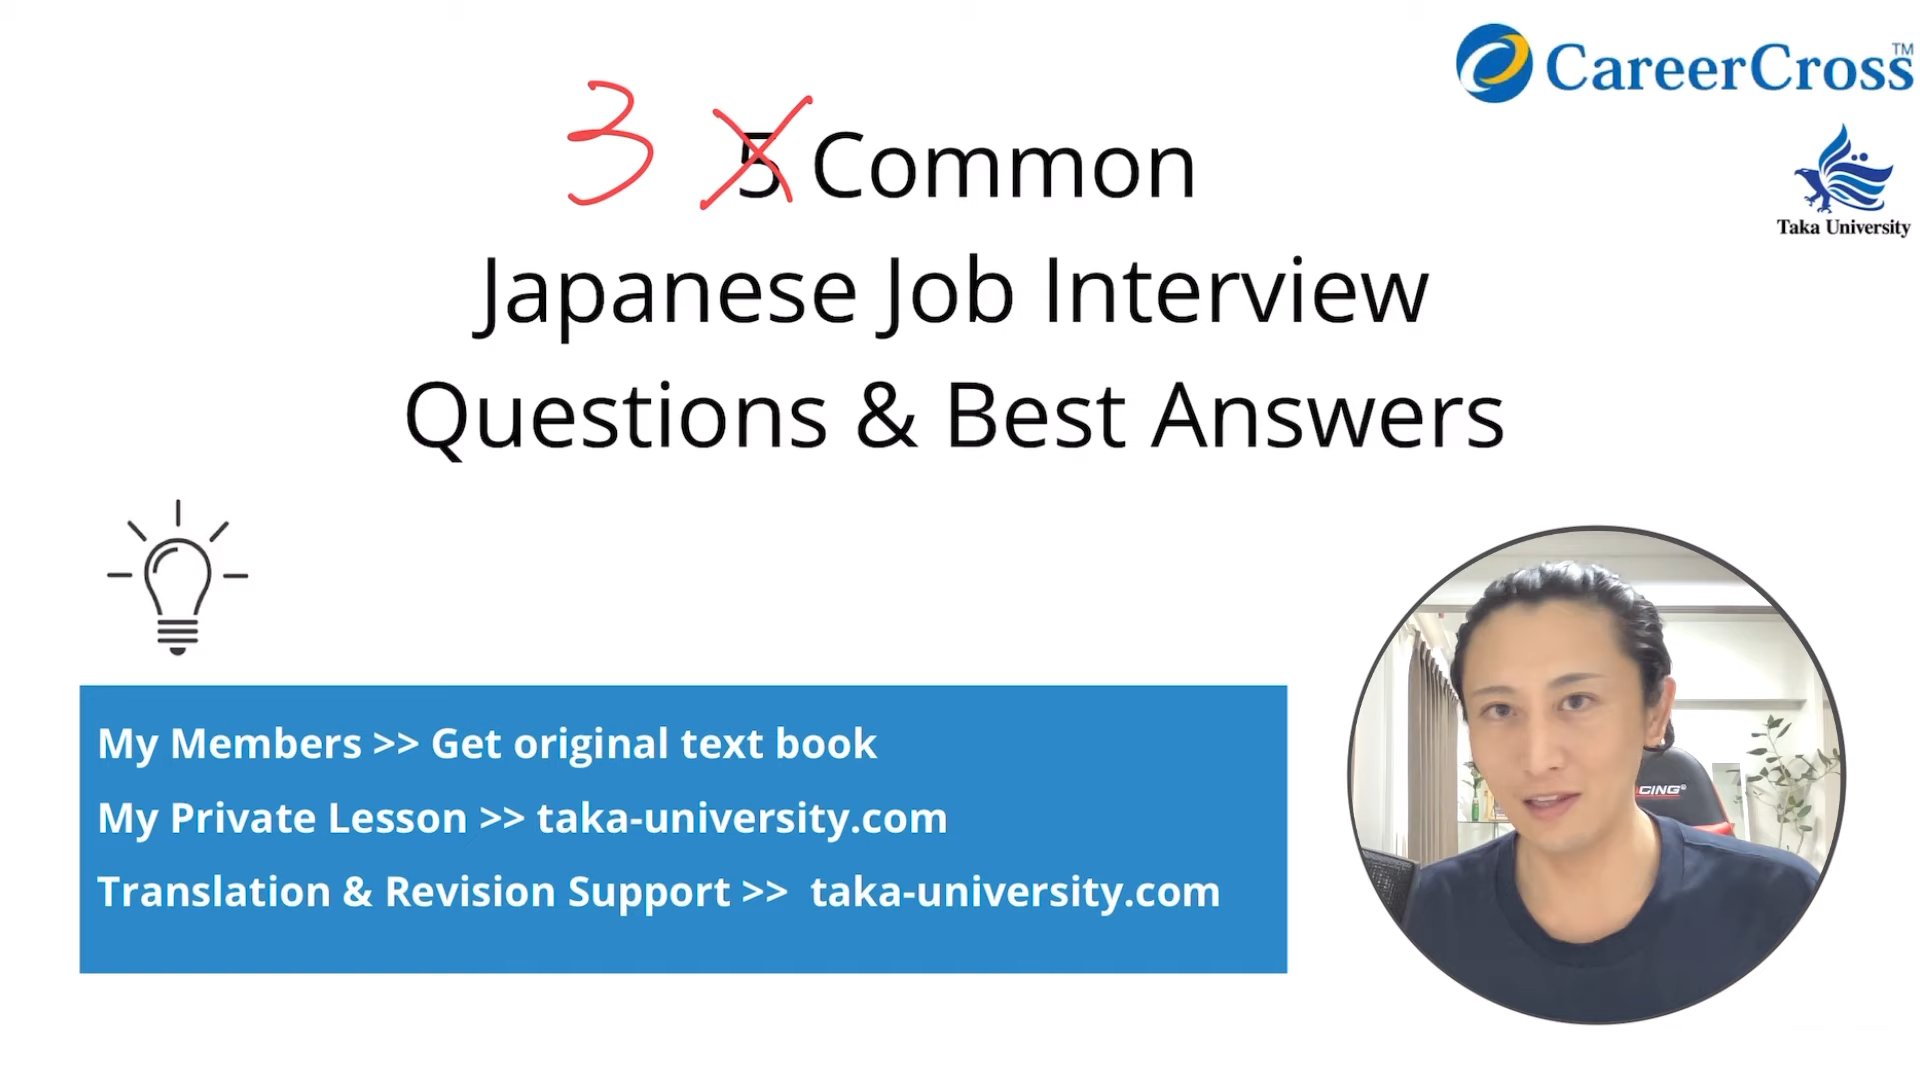 CareerCross™
Taka University
3 5 Common
Japanese Job Interview
Questions & Best Answers
My Members >> Get original text book
My Private Lesson >> taka-university.com
Translation & Revision Support >> taka-university.com
CING®